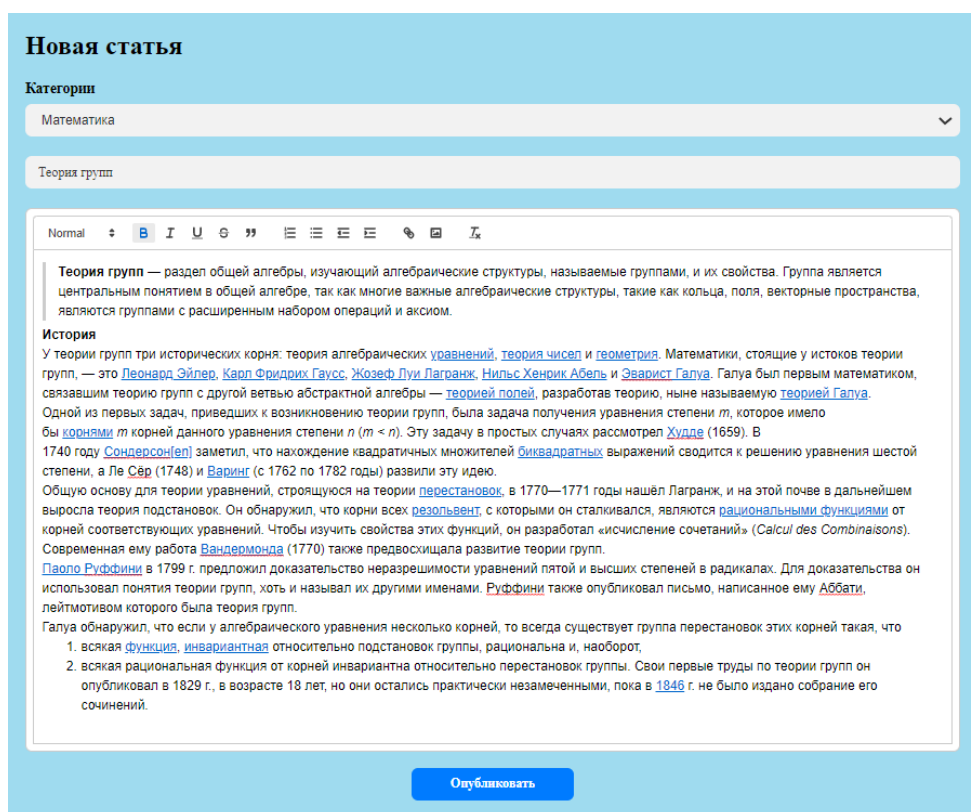 Новая статья
Категории
Математика
Теория групп
Normal
Теория групп — раздел общей алгебры, изучающий алгебраические структуры, называемые группами, и их свойства. Группа является
центральным понятием в общей алгебре, так как многие важные алгебраические структуры, такие как кольца, поля, векторные пространства,
являются группами с расширенным набором операций и аксиом.
История
У теории групп три исторических корня: теория алгебраических уравнений, теория чисел и геометрия. Математики, стоящие у истоков теории
групп, — это Леонард Эйлер, Карл Фридрих Гаусс, Жозеф Луи Лагранж, Нильс Хенрик Абель и Эварист Галуа. Галуа был первым математиком,
связавшим теорию групп с другой ветвью абстрактной алгебры — теорией полей, разработав теорию, ныне называемую теорией Галуа.
Одной из первых задач, приведших к возникновению теории групп, была задача получения уравнения степени m, которое имело
бы корнями m корней данного уравнения степени n (m < n). Эту задачу в простых случаях рассмотрел Худде (1659). В
1740 году Сондерсон[en] заметил, что нахождение квадратичных множителей биквадратных выражений сводится к решению уравнения шестой
степени, а Ле Сёр (1748) и Варинг (с 1762 по 1782 годы) развили эту идею.
Общую основу для теории уравнений, строящуюся на теории перестановок, в 1770—1771 годы нашёл Лагранж, и на этой почве в дальнейшем
выросла теория подстановок. Он обнаружил, что корни всех резольвент, с которыми он сталкивался, являются рациональными функциями от
корней соответствующих уравнений. Чтобы изучить свойства этих функций, он разработал «исчисление сочетаний» (Calcul des Combinaisons).
Современная ему работа Вандермонда (1770) также предвосхищала развитие теории групп.
Паоло Руффини в 1799 г. предложил доказательство неразрешимости уравнений пятой и высших степеней в радикалах. Для доказательства он
использовал понятия теории групп, хоть и называл их другими именами. Руффини также опубликовал письмо, написанное ему Аббати,
лейтмотивом которого была теория групп.
Галуа обнаружил, что если у алгебраического уравнения несколько корней, то всегда существует группа перестановок этих корней такая, что
1. всякая функция, инвариантная относительно подстановок группы, рациональна и, наоборот,
2. всякая рациональная функция от корней инвариантна относительно перестановок группы. Свои первые труды по теории групп он
опубликовал в 1829 г., в возрасте 18 лет, но они остались практически незамеченными, пока в 1846 г. не было издано собрание его
сочинений.
Опубликовать